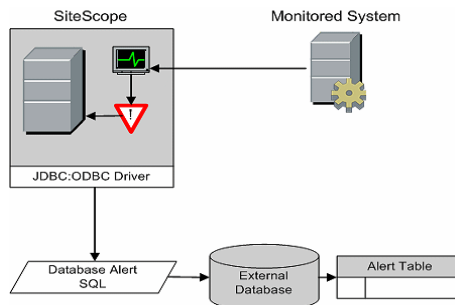 SiteScope
Monitored System
!
JDBC:ODBC Driver
Database Alert
SQL
External
Database
Alert Table